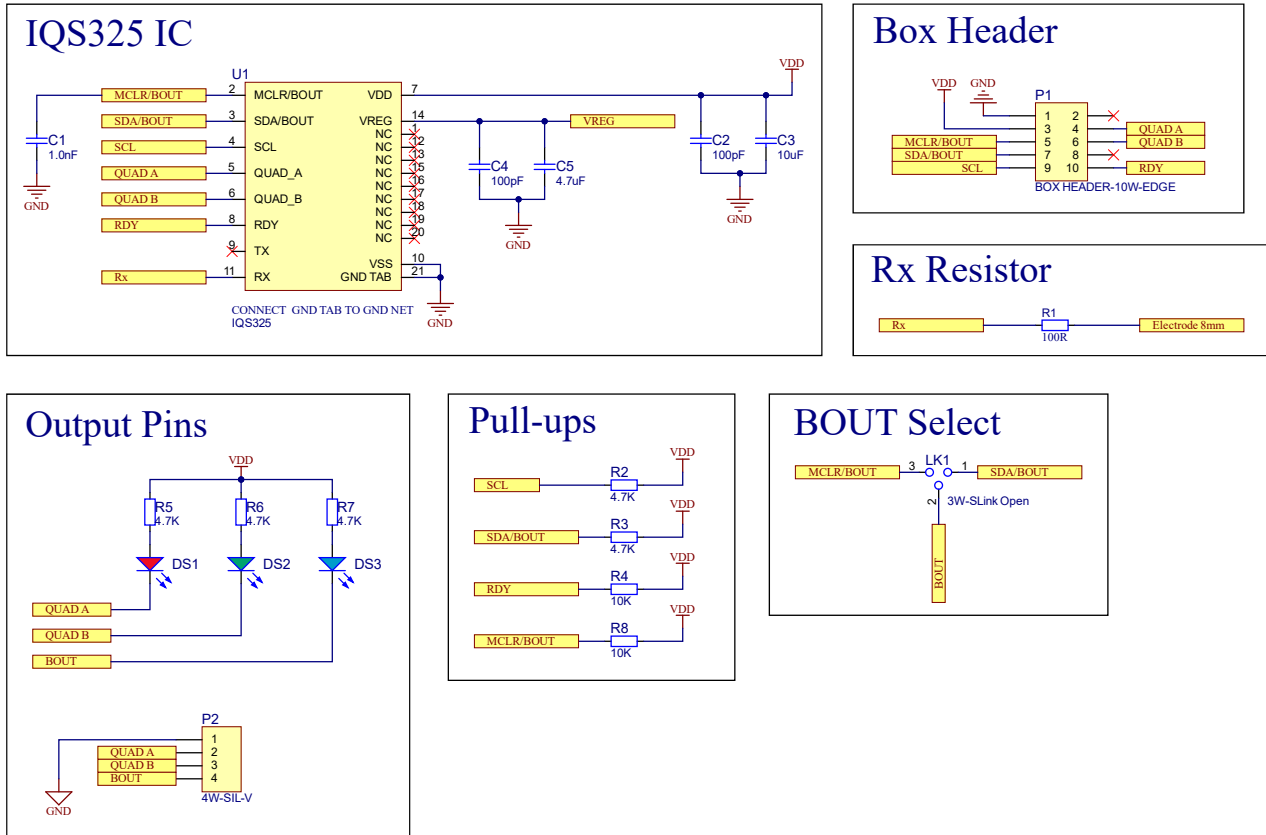 IQS325 IC
U1
MCLR/BOUT 2 MCLR/BOUT VDD 7 VDD
SDA/BOUT 3 SDA/BOUT VREG 14 VREG
SCL 4 SCL
QUAD A 5 QUAD_A
QUAD B 6 QUAD_B
RDY 8 RDY
9 TX
Rx 11 RX
NC 1
NC 12
NC 13
NC 15
NC 16
NC 17
NC 18
NC 19
NC 20
VSS 10
GND TAB 21
CONNECT GND TAB TO GND NET
IQS325
C1
1.0nF
GND
C4
100pF
C5
4.7uF
GND
C2
100pF
C3
10uF
GND
GND
Box Header
VDD GND
P1
1 2
3 4 QUAD A
MCLR/BOUT 5 6 QUAD B
SDA/BOUT 7 8
SCL 9 10 RDY
BOX HEADER-10W-EDGE
Rx Resistor
Rx R1 Electrode 8mm
100R
Output Pins
VDD
R5 R6 R7
4.7K 4.7K 4.7K
DS1 DS2 DS3
QUAD A
QUAD B
BOUT
P2
1
QUAD A 2
QUAD B 3
BOUT 4
4W-SIL-V
GND
Pull-ups
VDD
SCL R2
4.7K
VDD
SDA/BOUT R3
4.7K
VDD
RDY R4
10K
VDD
MCLR/BOUT R8
10K
BOUT Select
LK1
MCLR/BOUT 3 1 SDA/BOUT
2 3W-SLink Open
BOUT